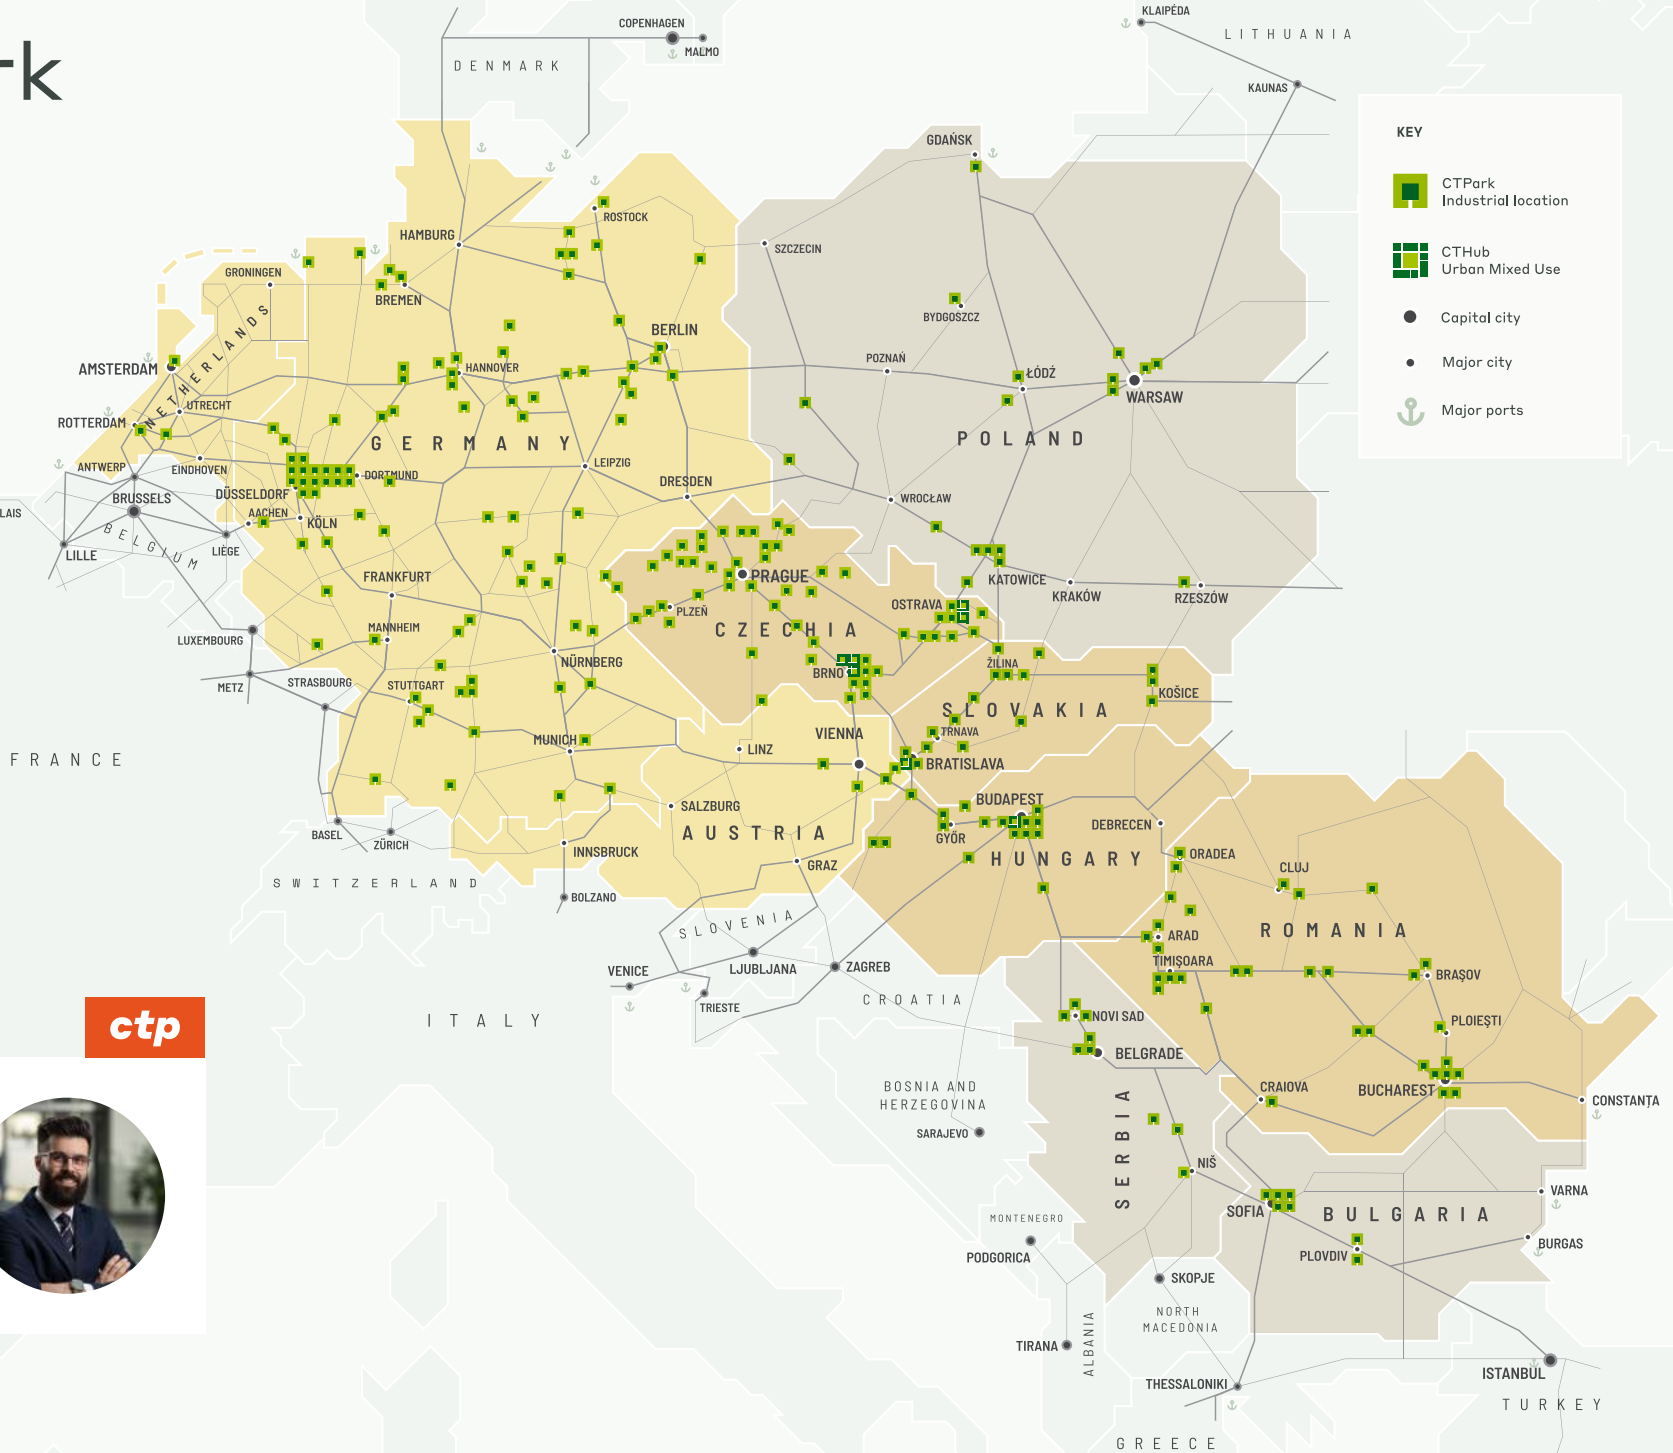 rk
KLAIPÉDA
LITHUANIA
KAUNAS
COPENHAGEN
MALMO
DENMARK
KEY
CTPark
Industrial location
CTHub
Urban Mixed Use
Capital city
Major city
Major ports
GDAŃSK
ROSTOCK
HAMBURG
SZCZECIN
GRONINGEN
BREMEN
BYDGOSZCZ
BERLIN
NETHERLANDS
AMSTERDAM
HANNOVER
POZNAŃ
ŁÓDŹ
WARSAW
UTRECHT
ROTTERDAM
GERMANY
POLAND
ANTWERP
EINDHOVEN
DORTMUND
LEIPZIG
DRESDEN
BRUSSELS
DÜSSELDORF
WROCŁAW
LAIS
AACHEN
KÖLN
BELGIUM
LIÈGE
LILLE
FRANKFURT
PRAGUE
KATOWICE
KRAKÓW
RZESZÓW
OSTRAVA
PLZEŇ
LUXEMBOURG
MANNHEIM
CZECHIA
NÜRNBERG
BRNO
ŽILINA
METZ
STRASBOURG
STUTTGART
KOŠICE
SLOVAKIA
VIENNA
TRNAVA
MUNICH
LINZ
FRANCE
BRATISLAVA
SALZBURG
BUDAPEST
BASEL
ZÜRICH
AUSTRIA
GYŐR
DEBRECEN
INNSBRUCK
GRAZ
HUNGARY
ORADEA
CLUJ
SWITZERLAND
BOLZANO
SLOVENIA
ROMANIA
ARAD
LJUBLJANA
ZAGREB
TIMIŞOARA
VENICE
BRAŞOV
TRIESTE
CROATIA
ITALY
NOVI SAD
PLOIEŞTI
ctp
BELGRADE
BOSNIA AND
HERZEGOVINA
CRAIOVA
BUCHAREST
CONSTANȚA
SARAJEVO
SERBIA
NIŠ
VARNA
SOFIA
BULGARIA
MONTENEGRO
PODGORICA
PLOVDIV
BURGAS
SKOPJE
NORTH
MACEDONIA
TIRANA
ALBANIA
ISTANBUL
THESSALONIKI
TURKEY
GREECE